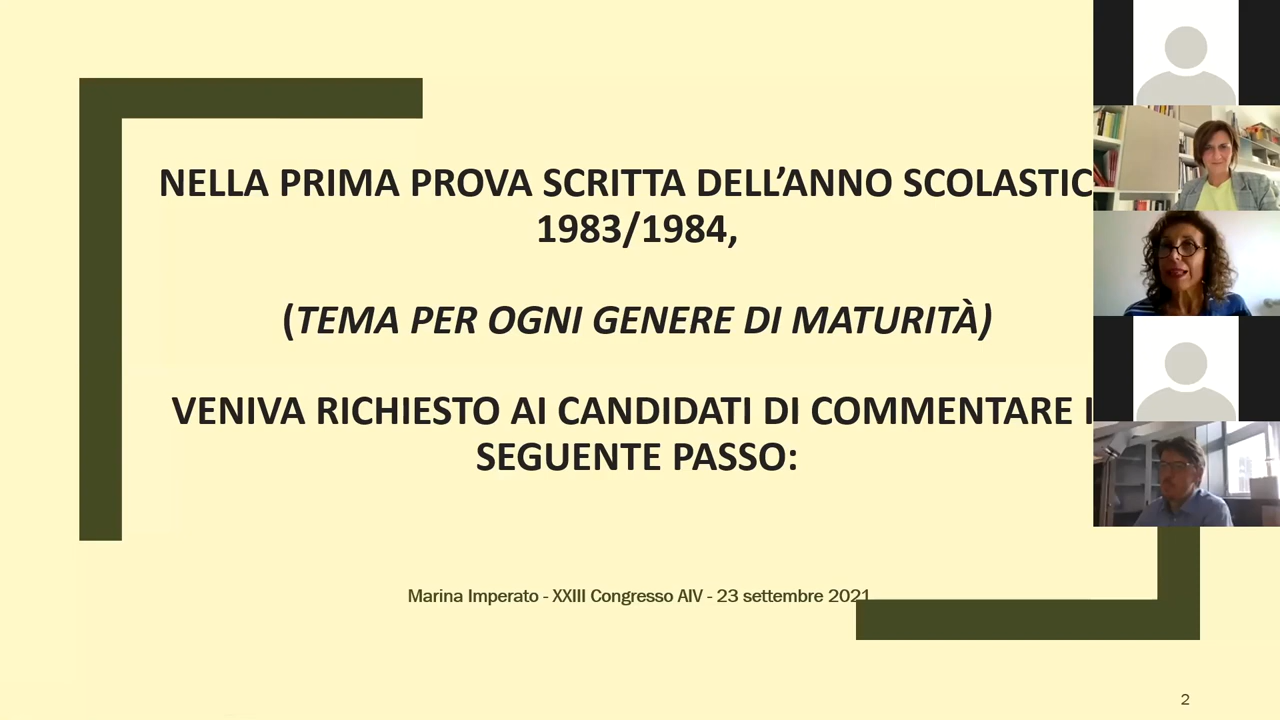 NELLA PRIMA PROVA SCRITTA DELL'ANNO SCOLASTIC
1983/1984,
(TEMA PER OGNI GENERE DI MATURITÀ)
VENIVA RICHIESTO AI CANDIDATI DI COMMENTARE I
SEGUENTE PASSO:
Marina Imperato - XXIII Congresso AIV - 23 settembre 2021
2